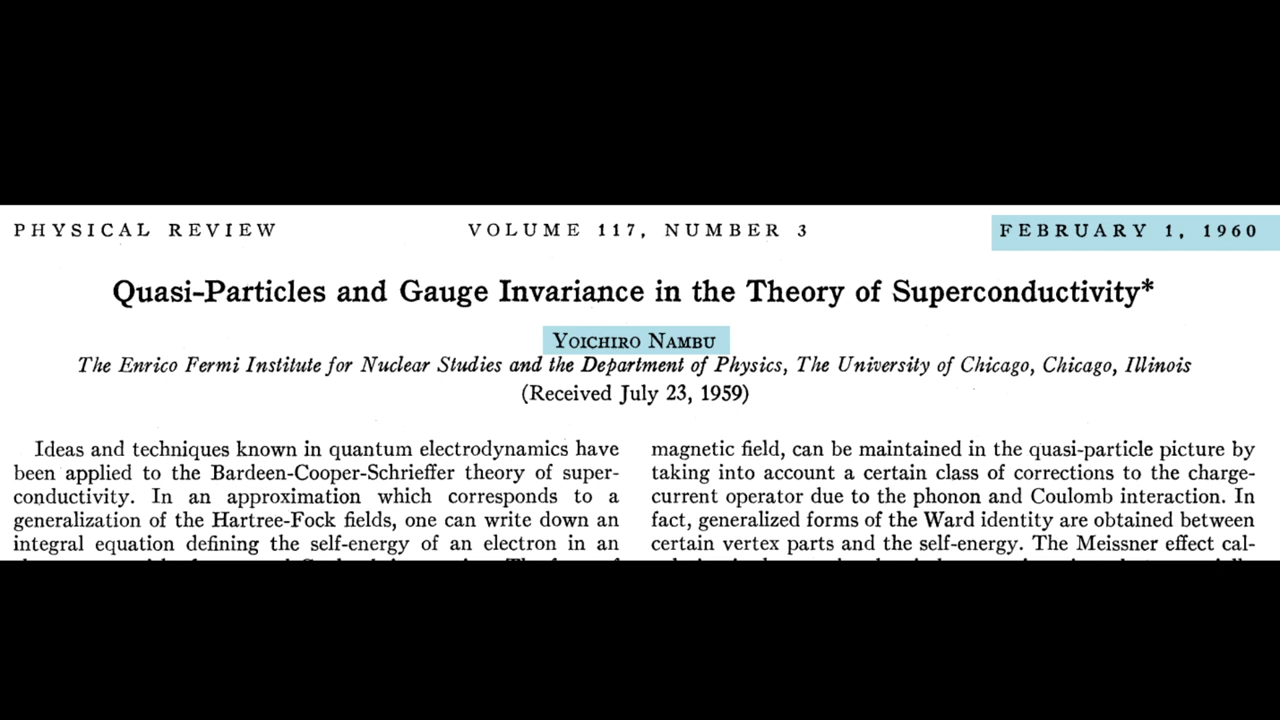 PHYSICAL REVIEW VOLUME 117, NUMBER 3 FEBRUARY 1, 1960
Quasi-Particles and Gauge Invariance in the Theory of Superconductivity*
YOICHIRO NAMBU
The Enrico Fermi Institute for Nuclear Studies and the Department of Physics, The University of Chicago, Chicago, Illinois
(Received July 23, 1959)
Ideas and techniques known in quantum electrodynamics have
been applied to the Bardeen-Cooper-Schrieffer theory of super-
conductivity. In an approximation which corresponds to a
generalization of the Hartree-Fock fields, one can write down an
integral equation defining the self-energy of an electron in an
magnetic field, can be maintained in the quasi-particle picture by
taking into account a certain class of corrections to the charge-
current operator due to the phonon and Coulomb interaction. In
fact, generalized forms of the Ward identity are obtained between
certain vertex parts and the self-energy. The Meissner effect cal-